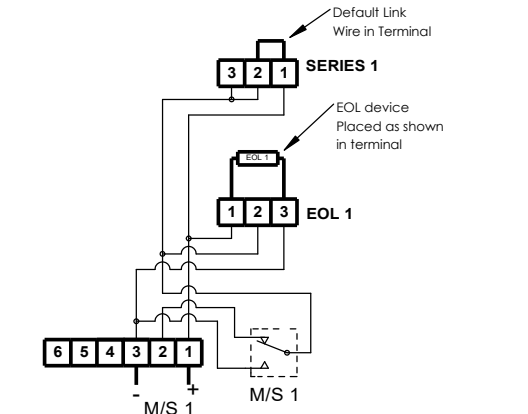 Default Link
Wire in Terminal
3 2 1 SERIES 1
EOL device
Placed as shown
in terminal
EOL 1
1 2 3 EOL 1
6 5 4 3 2 1
- +
M/S 1
M/S 1